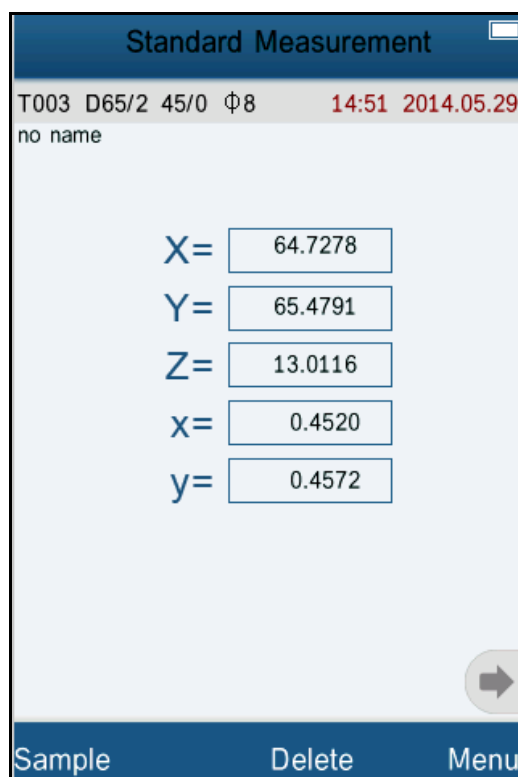 Standard Measurement
T003 D65/2 45/0 Φ8 14:51 2014.05.29
no name
X= 64.7278
Y= 65.4791
Z= 13.0116
x= 0.4520
y= 0.4572
Sample Delete Menu